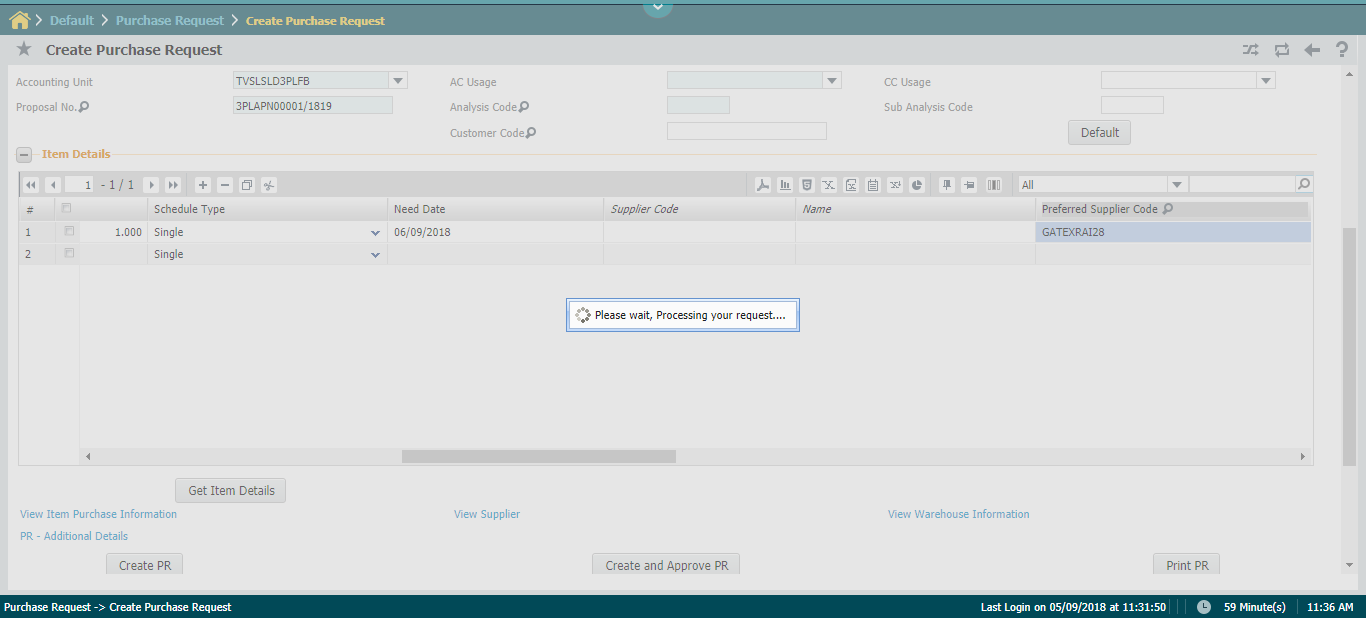 Default > Purchase Request > Create Purchase Request
Create Purchase Request ?
Accounting Unit TVSLSLD3PLFB AC Usage CC Usage
Proposal No. 3PLAPN00001/1819 Analysis Code Sub Analysis Code
Customer Code Default
Item Details
1 - 1 / 1 All
# Schedule Type Need Date Supplier Code Name Preferred Supplier Code
1 1.000 Single 06/09/2018 GATEXRAI28
2 Single
Please wait, Processing your request....
Get Item Details
View Item Purchase Information View Supplier View Warehouse Information
PR - Additional Details
Create PR Create and Approve PR Print PR
Purchase Request -> Create Purchase Request Last Login on 05/09/2018 at 11:31:50 59 Minute(s) 11:36 AM